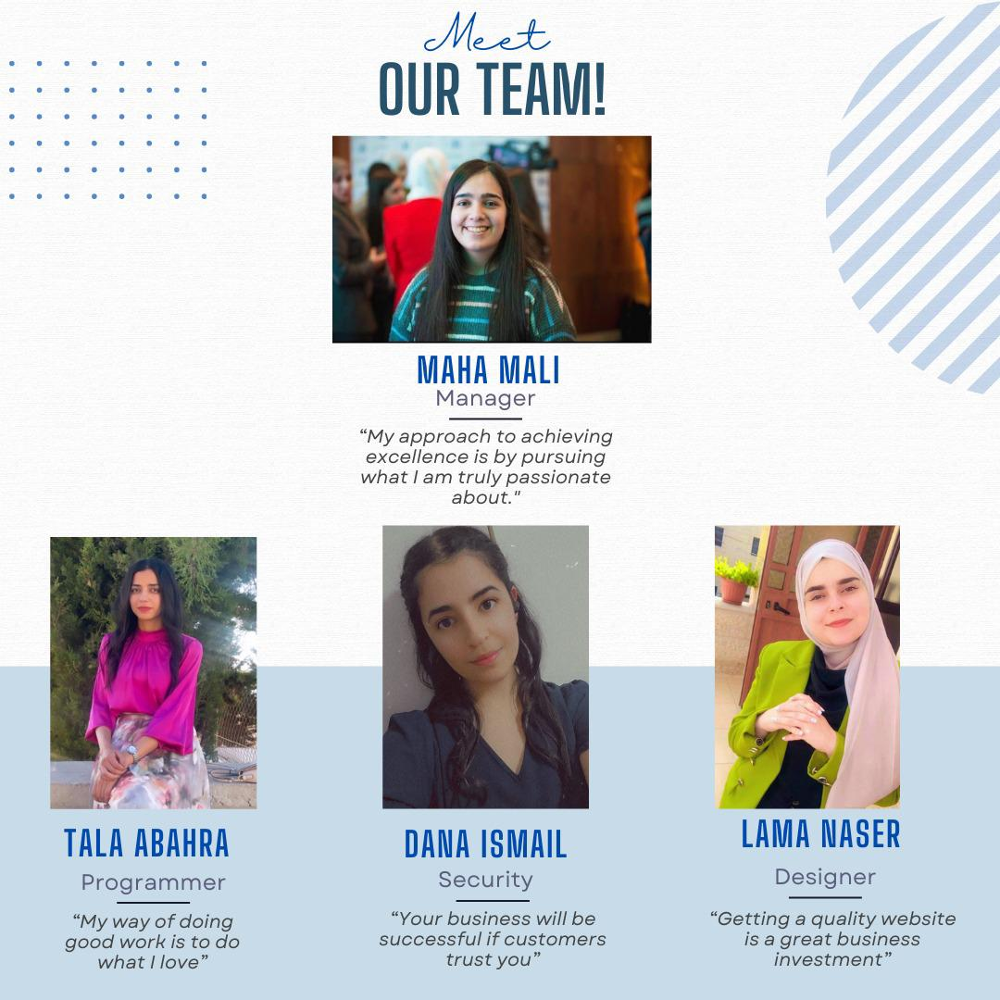 Meet
OUR TEAM!
MAHA MALI
Manager
“My approach to achieving
excellence is by pursuing
what I am truly passionate
about."
TALA ABAHRA
Programmer
“My way of doing
good work is to do
what I love”
DANA ISMAIL
Security
“Your business will be
successful if customers
trust you”
LAMA NASER
Designer
“Getting a quality website
is a great business
investment”